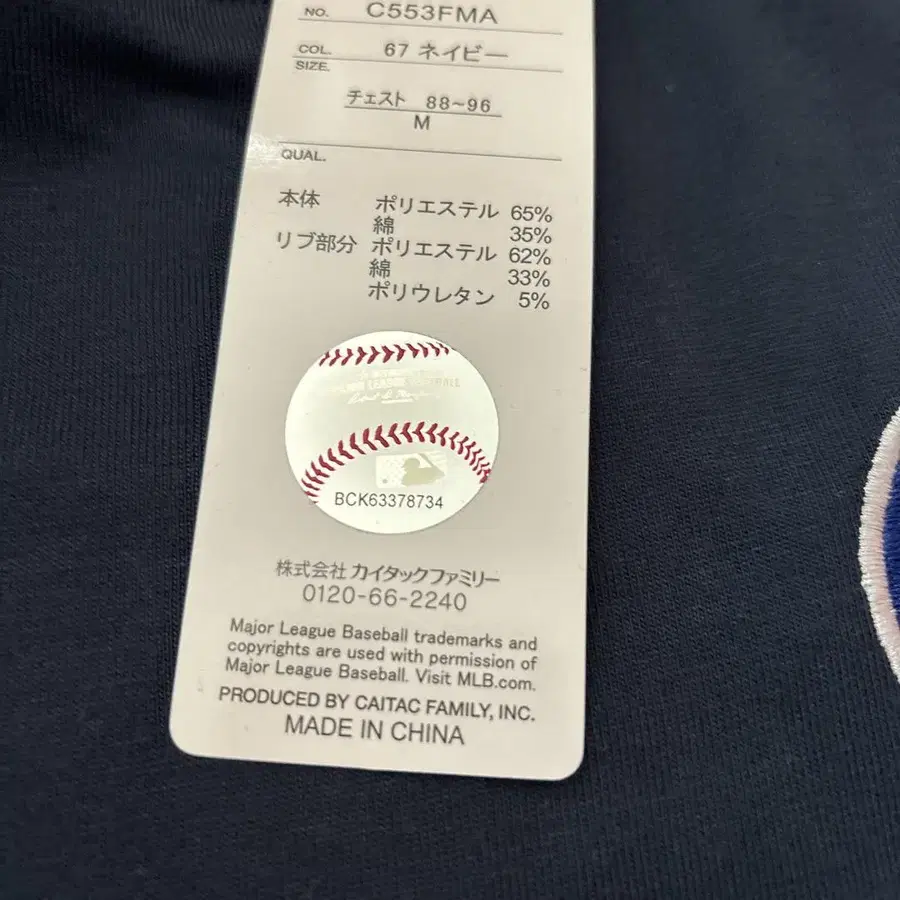 NO. C553FMA
COL. 67 ネイビー
SIZE.
チェスト 88~96
M
QUAL.
本体 ポリエステル 65%
綿 35%
リブ部分 ポリエステル 62%
綿 33%
ポリウレタン 5%
MAJOR LEAGUE BASEBALL
BCK63378734
株式会社 カイタックファミリー
0120-66-2240
Major League Baseball trademarks and
copyrights are used with permission of
Major League Baseball. Visit MLB.com.
PRODUCED BY CAITAC FAMILY, INC.
MADE IN CHINA